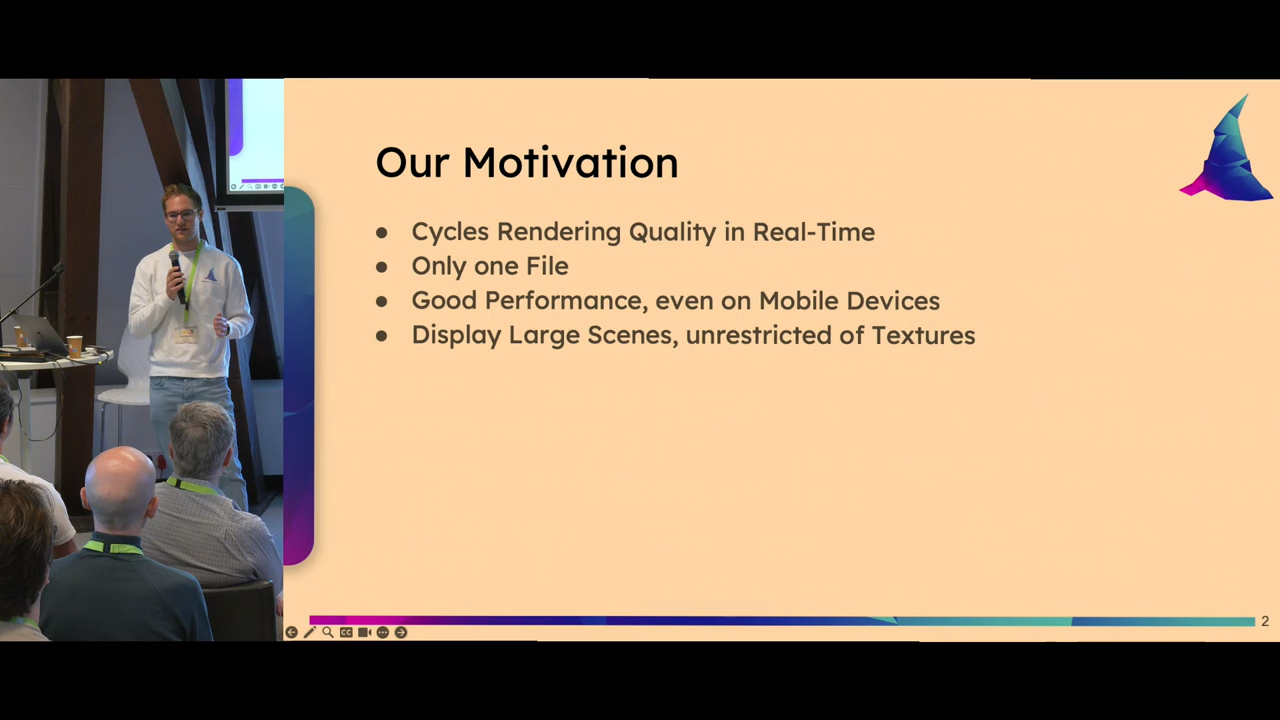 Our Motivation
● Cycles Rendering Quality in Real-Time
● Only one File
● Good Performance, even on Mobile Devices
● Display Large Scenes, unrestricted of Textures
CC
2